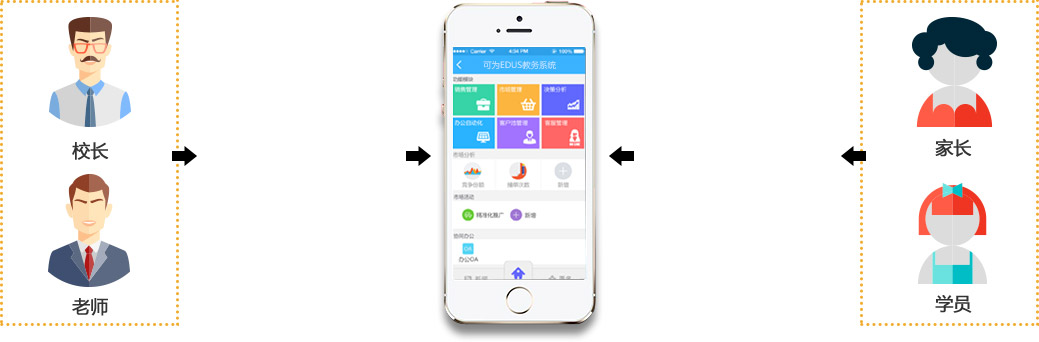 校长
老师
Carrier
4:34 PM
100%
可为EDUS教务系统
功能模块
销售管理
市场管理
决策分析
办公自动化
客户池管理
客服管理
市场分析
竞争份额
新增
市场活动
精准化推广
新增
协同办公
OA
办公OA
家长
学员